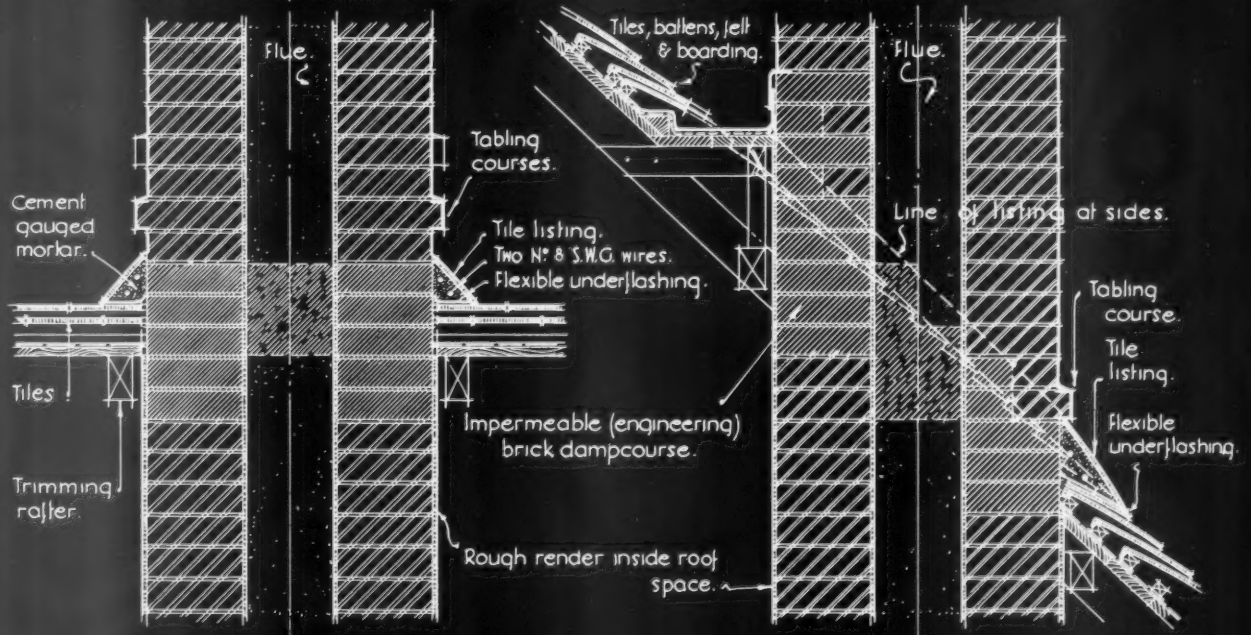 Flue.
Tabling
courses.
Cement
gauged
mortar.
Tile listing.
Two Nº 8 S.W.G. wires.
Flexible underflashing.
Tiles
Trimming
rafter.
Rough render inside roof
space.
Tiles, battens, felt
& boarding.
Flue.
Line of listing at sides.
Tabling
course.
Tile
listing.
Flexible
underflashing.
Impermeable (engineering)
brick dampcourse.